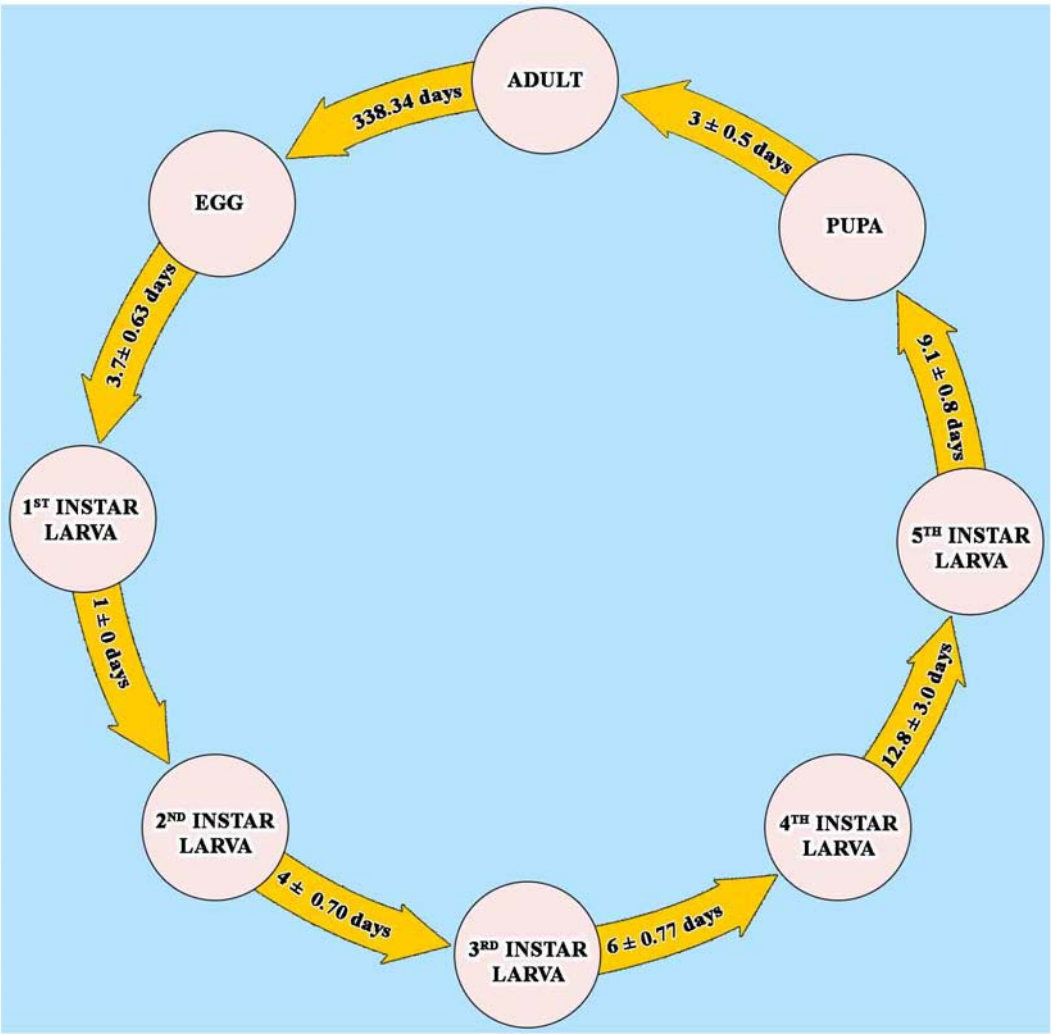 ADULT
338.34 days
EGG
3.7± 0.63 days
1ST INSTAR
LARVA
1 ± 0 days
2ND INSTAR
LARVA
4 ± 0.70 days
3RD INSTAR
LARVA
6 ± 0.77 days
4TH INSTAR
LARVA
12.8 ± 3.0 days
5TH INSTAR
LARVA
9.1 ± 0.8 days
PUPA
3 ± 0.5 days